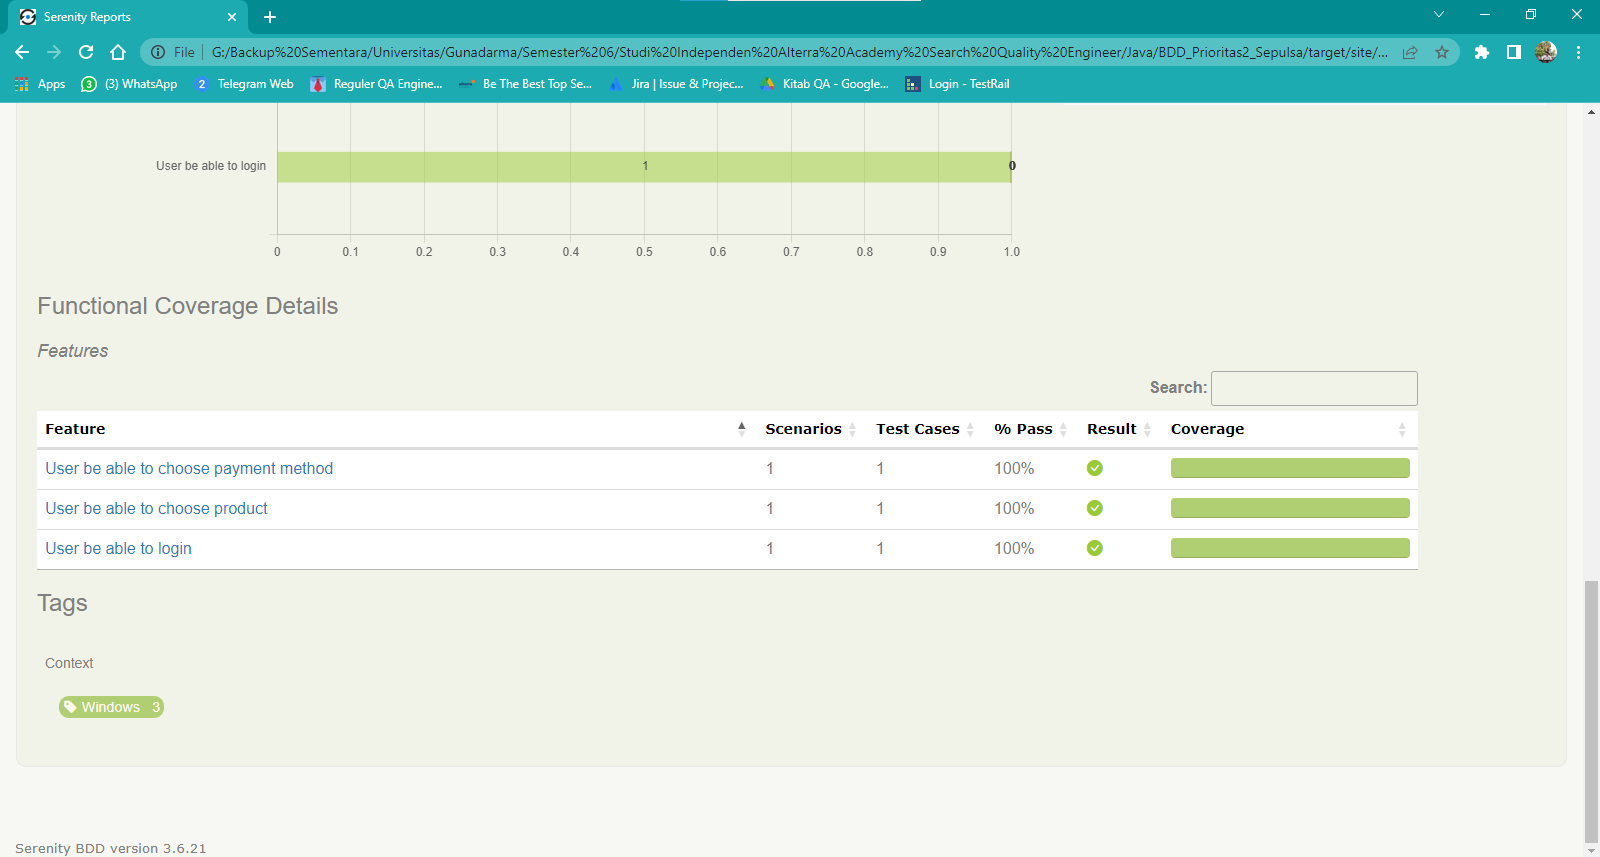 Serenity Reports
File | G:/Backup%20Sementara/Universitas/Gunadarma/Semester%206/Studi%20Independen%20Alterra%20Academy%20Search%20Quality%20Engineer/Java/BDD_Prioritas2_Sepulsa/target/site/...
Apps 3 (3) WhatsApp 2 Telegram Web Reguler QA Engine... Be The Best Top Se... Jira | Issue & Projec... Kitab QA - Google... Login - TestRail
User be able to login 1 0
0 0.1 0.2 0.3 0.4 0.5 0.6 0.7 0.8 0.9 1.0
Functional Coverage Details
Features
Search:
Feature Scenarios Test Cases % Pass Result Coverage
User be able to choose payment method 1 1 100%
User be able to choose product 1 1 100%
User be able to login 1 1 100%
Tags
Context
Windows 3
Serenity BDD version 3.6.21